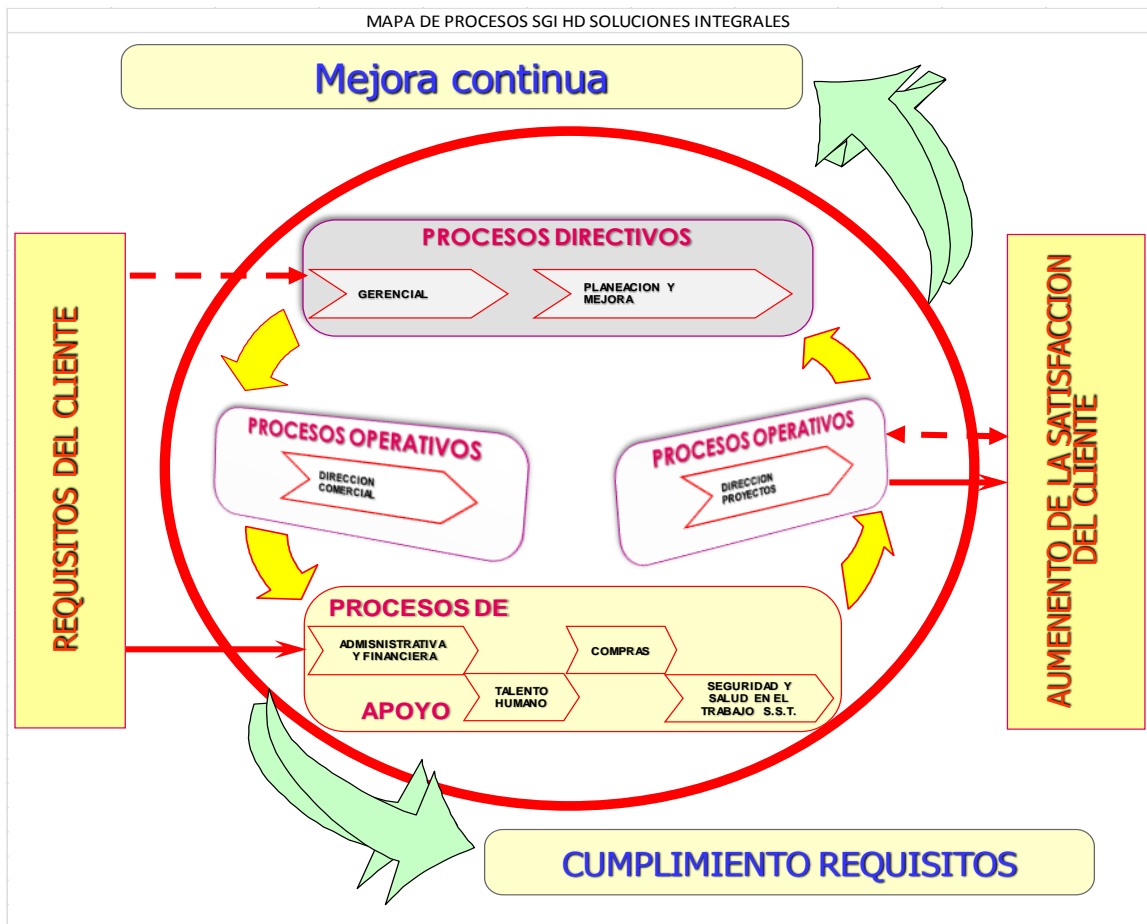 MAPA DE PROCESOS SGI HD SOLUCIONES INTEGRALES
Mejora continua
REQUISITOS DEL CLIENTE
PROCESOS DIRECTIVOS
GERENCIAL
PLANEACION Y
MEJORA
PROCESOS OPERATIVOS
DIRECCION
COMERCIAL
PROCESOS OPERATIVOS
DIRECCION
PROYECTOS
PROCESOS DE
APOYO
ADMISNISTRATIVA
Y FINANCIERA
TALENTO
HUMANO
COMPRAS
SEGURIDAD Y
SALUD EN EL
TRABAJO S.S.T.
AUMENENTO DE LA SATISFACCION
DEL CLIENTE
CUMPLIMIENTO REQUISITOS